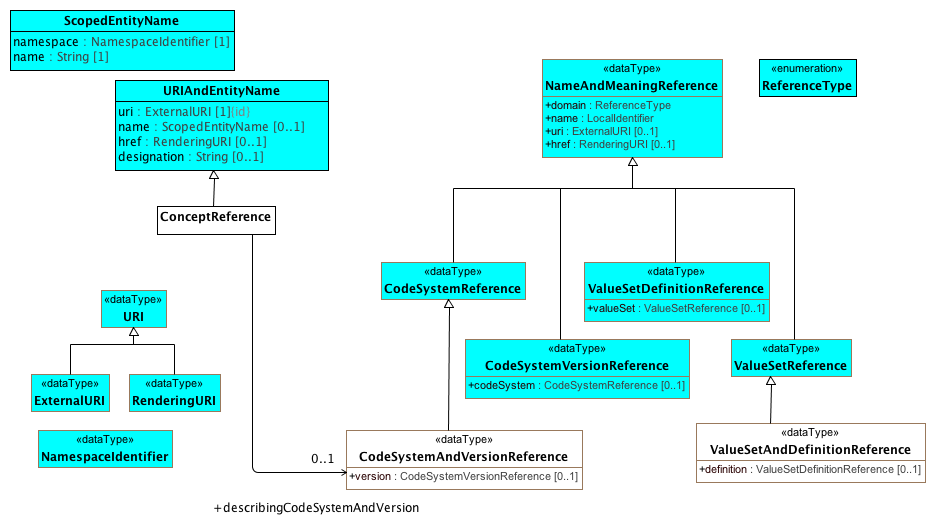 ScopedEntityName
namespace : NamespaceIdentifier [1]
name : String [1]
URIAndEntityName
uri : ExternalURI [1]{id}
name : ScopedEntityName [0..1]
href : RenderingURI [0..1]
designation : String [0..1]
«dataType»
NameAndMeaningReference
+domain : ReferenceType
+name : LocalIdentifier
+uri : ExternalURI [0..1]
+href : RenderingURI [0..1]
«enumeration»
ReferenceType
ConceptReference
«dataType»
CodeSystemReference
«dataType»
ValueSetDefinitionReference
+valueSet : ValueSetReference [0..1]
«dataType»
URI
«dataType»
CodeSystemVersionReference
+codeSystem : CodeSystemReference [0..1]
«dataType»
ValueSetReference
«dataType»
ExternalURI
«dataType»
RenderingURI
«dataType»
NamespaceIdentifier
«dataType»
CodeSystemAndVersionReference
+version : CodeSystemVersionReference [0..1]
«dataType»
ValueSetAndDefinitionReference
+definition : ValueSetDefinitionReference [0..1]
0..1
+describingCodeSystemAndVersion